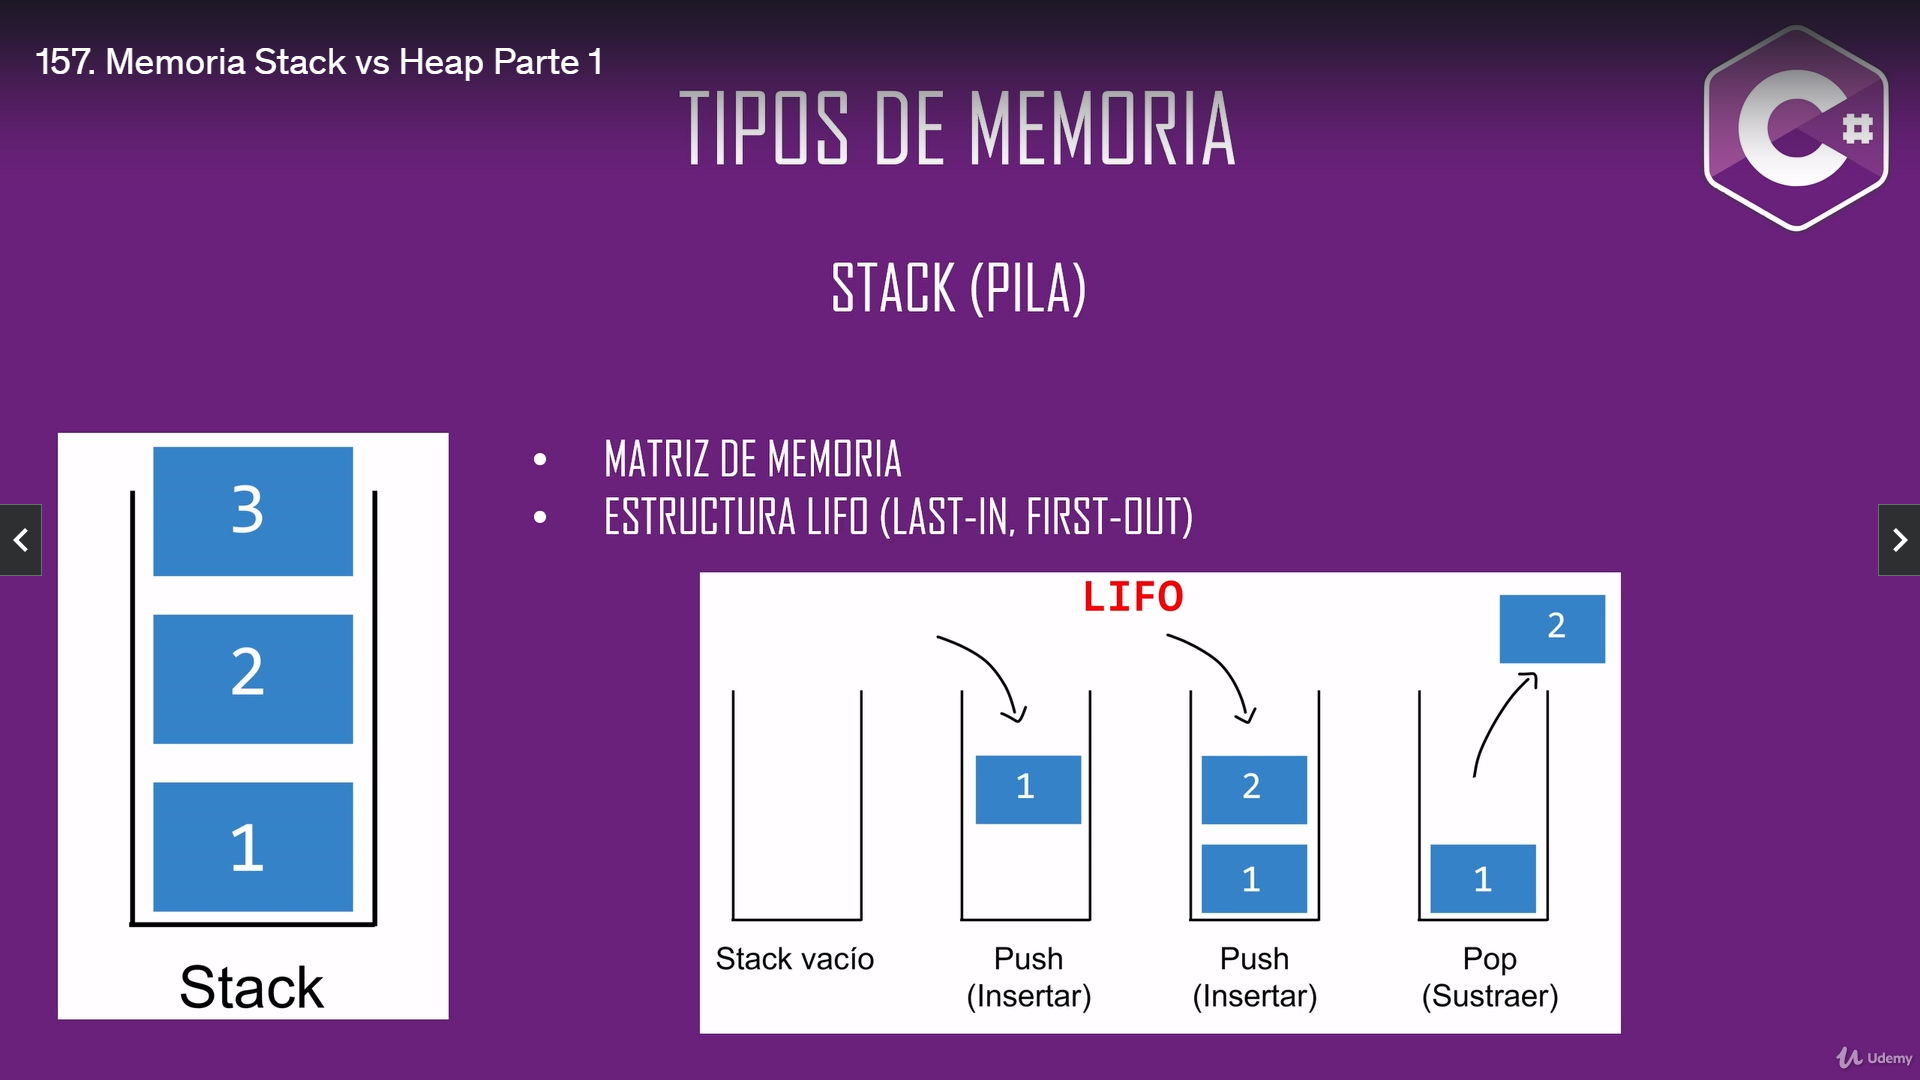 157. Memoria Stack vs Heap Parte 1
TIPOS DE MEMORIA
C#
STACK (PILA)
• MATRIZ DE MEMORIA
• ESTRUCTURA LIFO (LAST-IN, FIRST-OUT)
3
2
1
Stack
LIFO
2
1
2
1
1
Stack vacío
Push
(Insertar)
Push
(Insertar)
Pop
(Sustraer)
Udemy